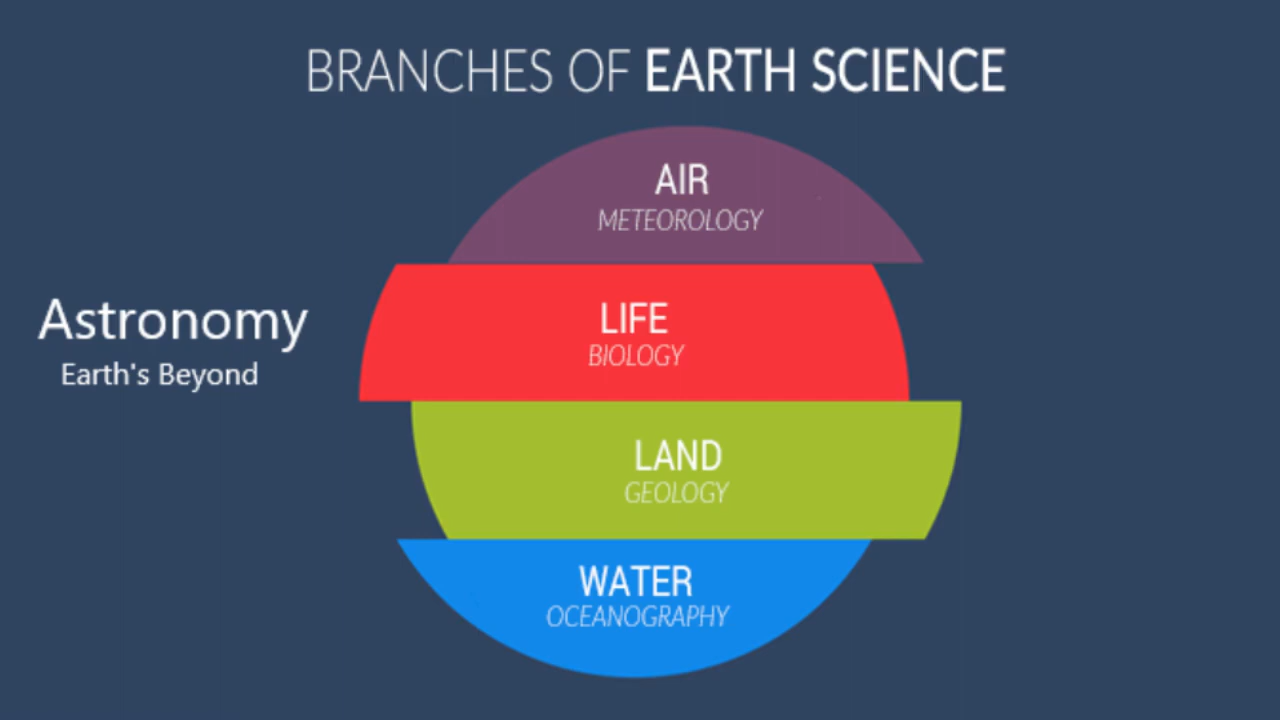 BRANCHES OF EARTH SCIENCE
AIR
METEOROLOGY
LIFE
BIOLOGY
Astronomy
Earth's Beyond
LAND
GEOLOGY
WATER
OCEANOGRAPHY